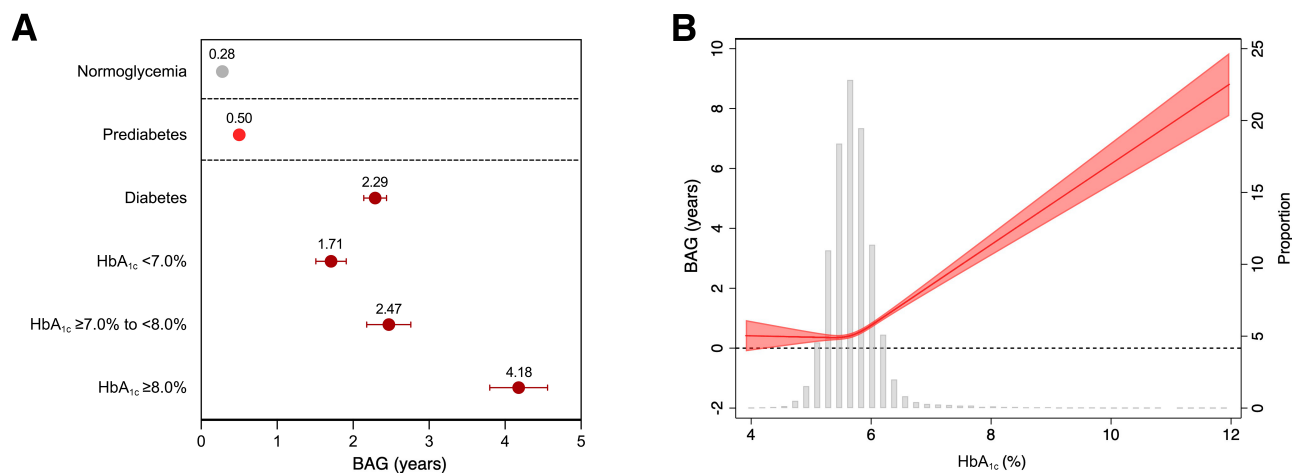 A
Normoglycemia
0.28
Prediabetes
0.50
Diabetes
2.29
HbA1c <7.0%
1.71
HbA1c ≥7.0% to <8.0%
2.47
HbA1c ≥8.0%
4.18
0 1 2 3 4 5
BAG (years)
B
BAG (years)
10
8
6
4
2
0
-2
4 6 8 10 12
HbA1c (%)
25
20
15
10
5
0
Proportion